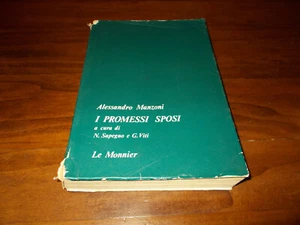 Alessandro Manzoni
I PROMESSI SPOSI
a cura di
N. Sapegno e G. Viti
Le Monnier